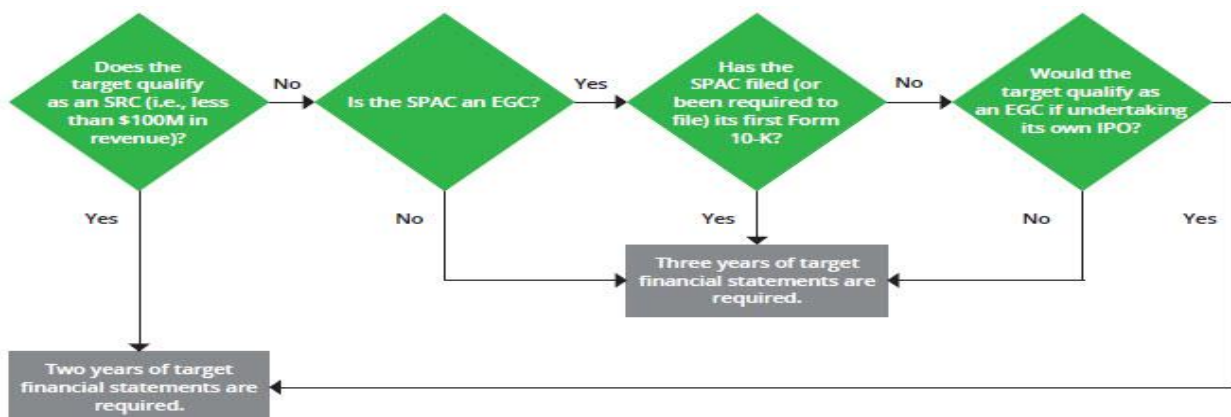 Does the
target qualify
as an SRC (i.e., less
than $100M in
revenue)?
No
Is the SPAC an EGC?
Yes
Has the
SPAC filed (or
been required to
file) its first Form
10-K?
No
Would the
target qualify as
an EGC if undertaking
its own IPO?
Yes
No
Yes
No
Yes
Three years of target
financial statements are
required.
Two years of target
financial statements are
required.